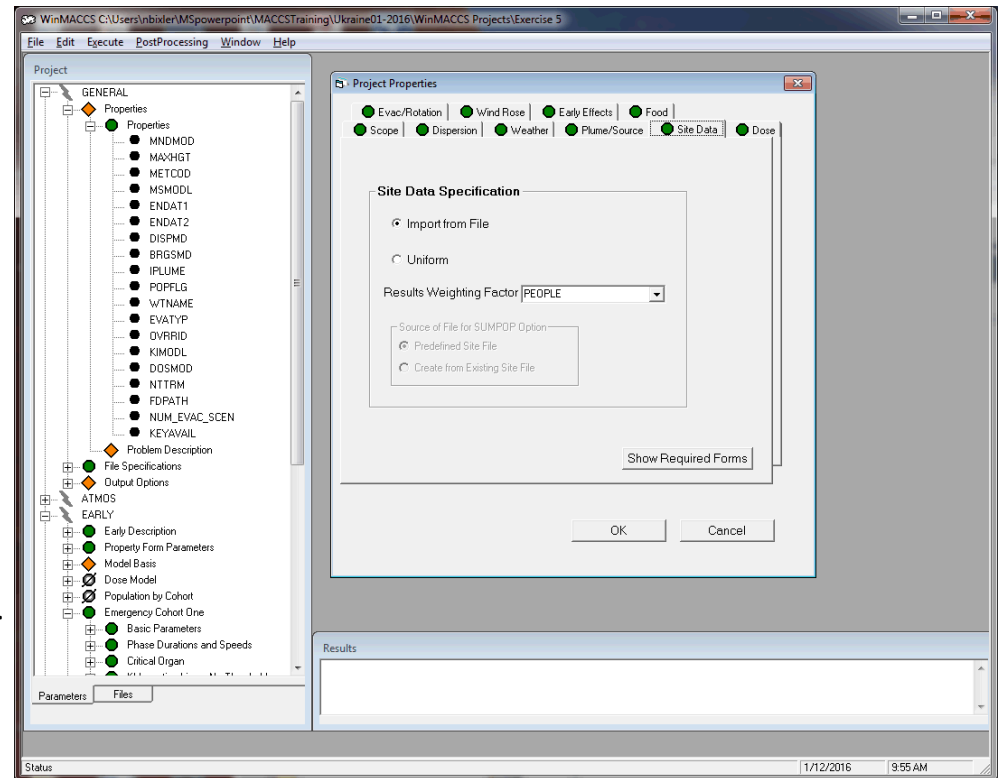 WinMACCS C:\Users\nbixler\MSpowerpoint\MACCSTraining\Ukraine01-2016\WinMACCS Projects\Exercise 5
File Edit Execute PostProcessing Window Help
Project
GENERAL
Properties
Properties
MNDMOD
MAXHGT
METCOD
MSMODL
ENDAT1
ENDAT2
DISPMD
BRGSMD
IPLUME
POPFLG
WTNAME
EVATYP
OVRRID
KIMODL
DOSMOD
NTTRM
FDPATH
NUM_EVAC_SCEN
KEYAVAIL
Problem Description
File Specifications
Output Options
ATMOS
EARLY
Early Description
Property Form Parameters
Model Basis
Dose Model
Population by Cohort
Emergency Cohort One
Basic Parameters
Phase Durations and Speeds
Critical Organ
Parameters Files
Project Properties
Evac/Rotation Wind Rose Early Effects Food
Scope Dispersion Weather Plume/Source Site Data Dose
Site Data Specification
Import from File
Uniform
Results Weighting Factor PEOPLE
Source of File for SUMPOP Option
Predefined Site File
Create from Existing Site File
Show Required Forms
OK Cancel
Results
Status 1/12/2016 9:55 AM